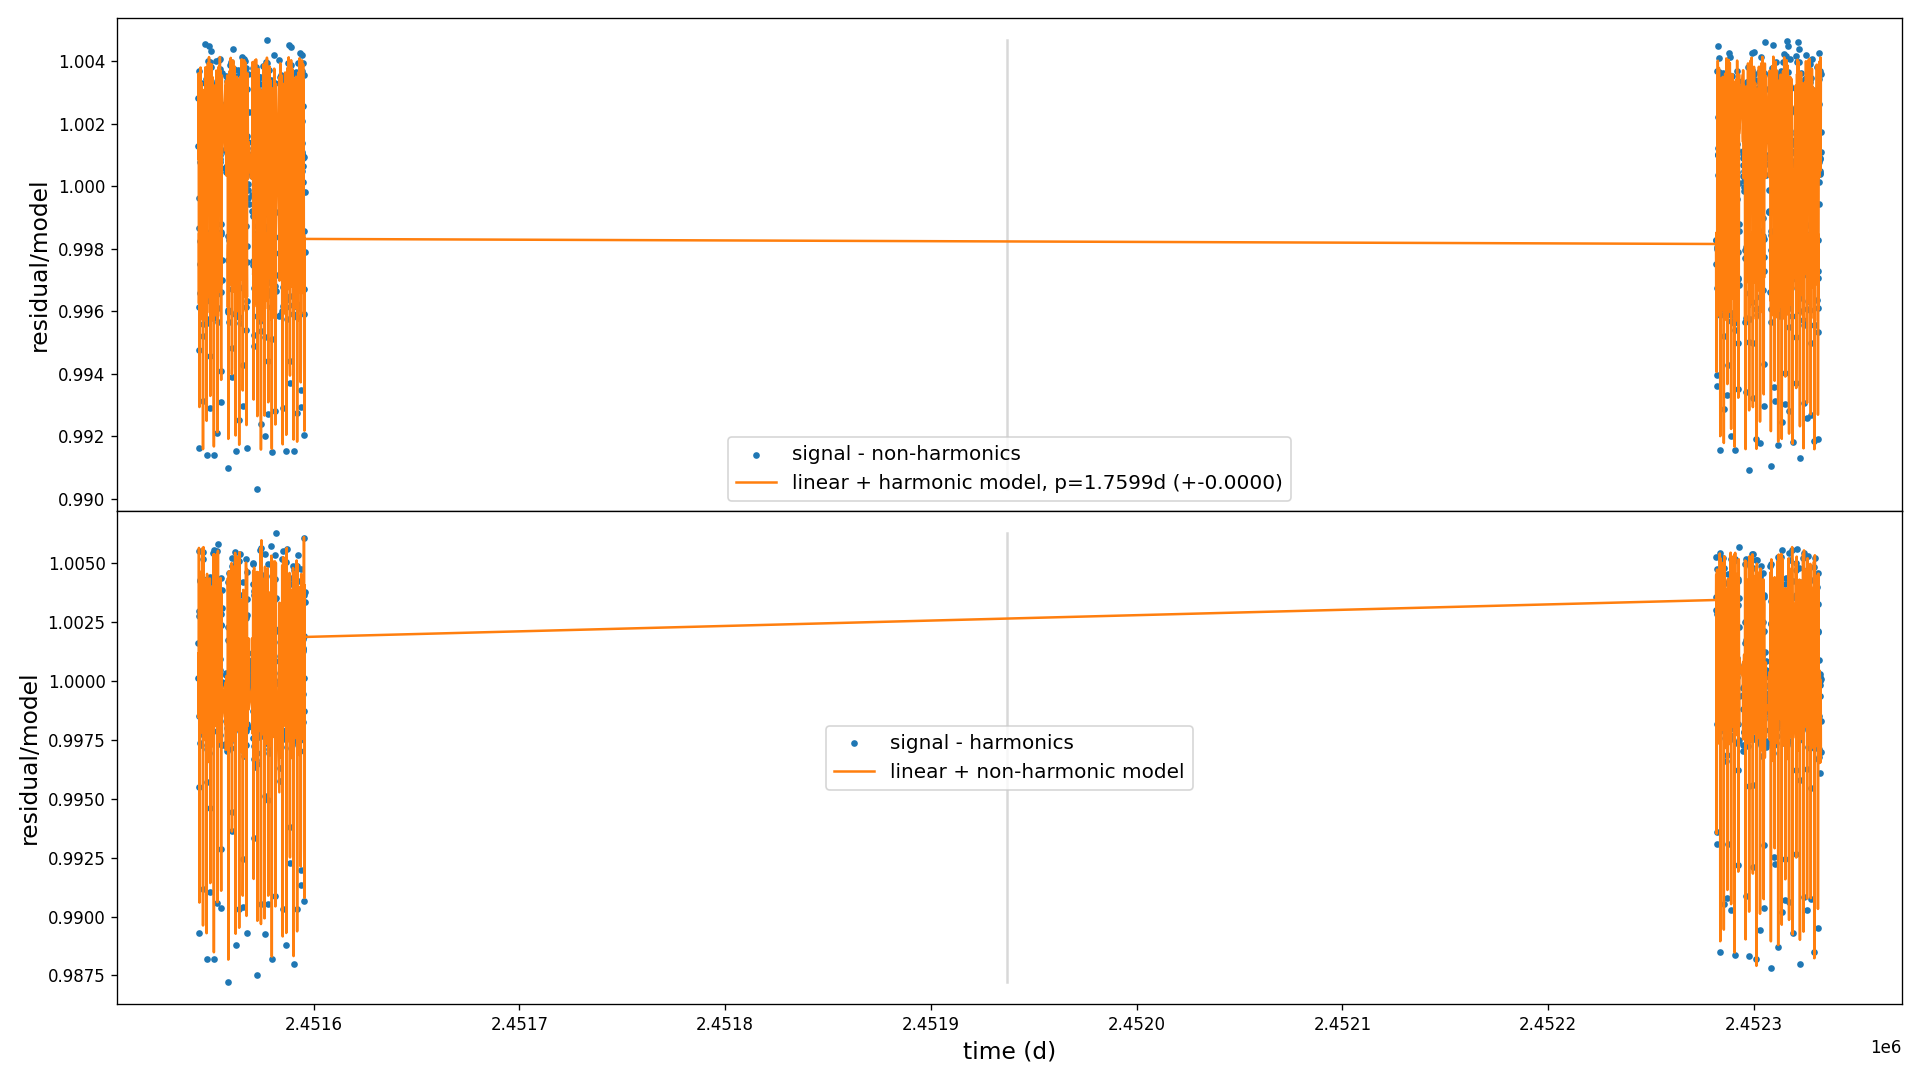 1.004
1.002
1.000
0.998
0.996
0.994
0.992
0.990
residual/model
signal - non-harmonics
linear + harmonic model, p=1.7599d (+-0.0000)
1.0050
1.0025
1.0000
0.9975
0.9950
0.9925
0.9900
0.9875
residual/model
signal - harmonics
linear + non-harmonic model
2.4516 2.4517 2.4518 2.4519 2.4520 2.4521 2.4522 2.4523
time (d)
1e6